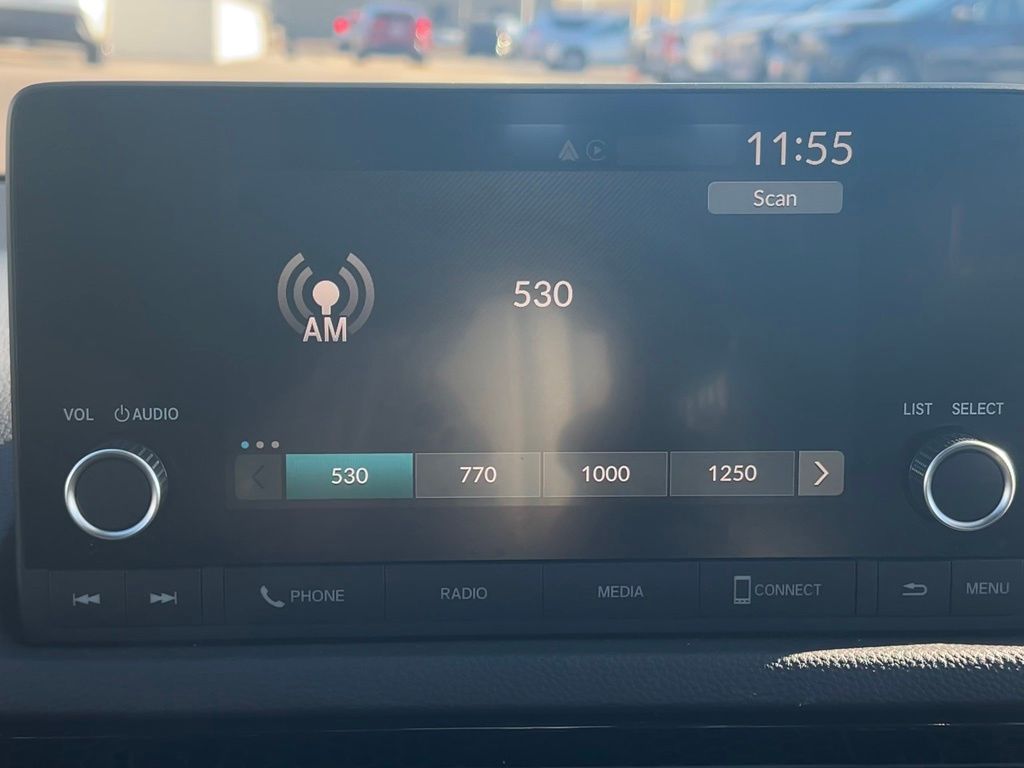 11:55
Scan
AM
530
VOL AUDIO
LIST SELECT
530 770 1000 1250
PHONE RADIO MEDIA CONNECT MENU